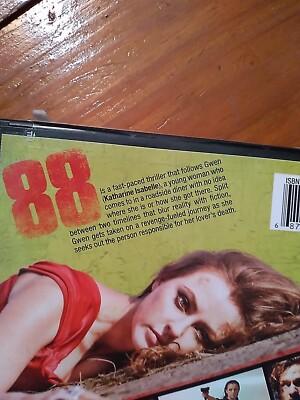 88
is a fast-paced thriller that follows Gwen
(Katharine Isabelle), a young woman who
comes to in a roadside diner with no idea
where she is or how she got there. Split
between two timelines that blur reality with fiction,
Gwen gets taken on a revenge-fueled journey as she
seeks out the person responsible for her lover's death.
ISBN
6 87